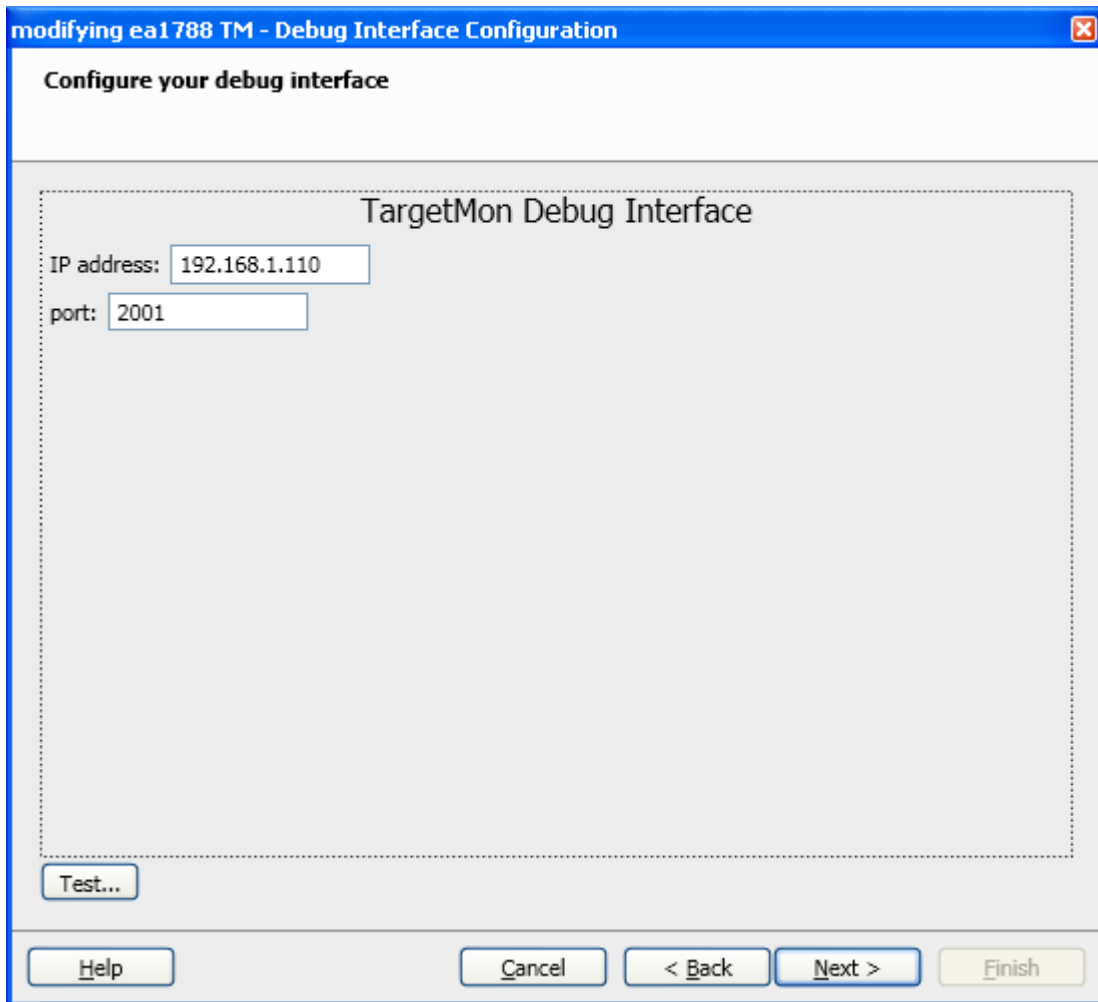 modifying ea1788 TM - Debug Interface Configuration
Configure your debug interface
TargetMon Debug Interface
IP address: 192.168.1.110
port: 2001
Test...
Help Cancel < Back Next > Finish